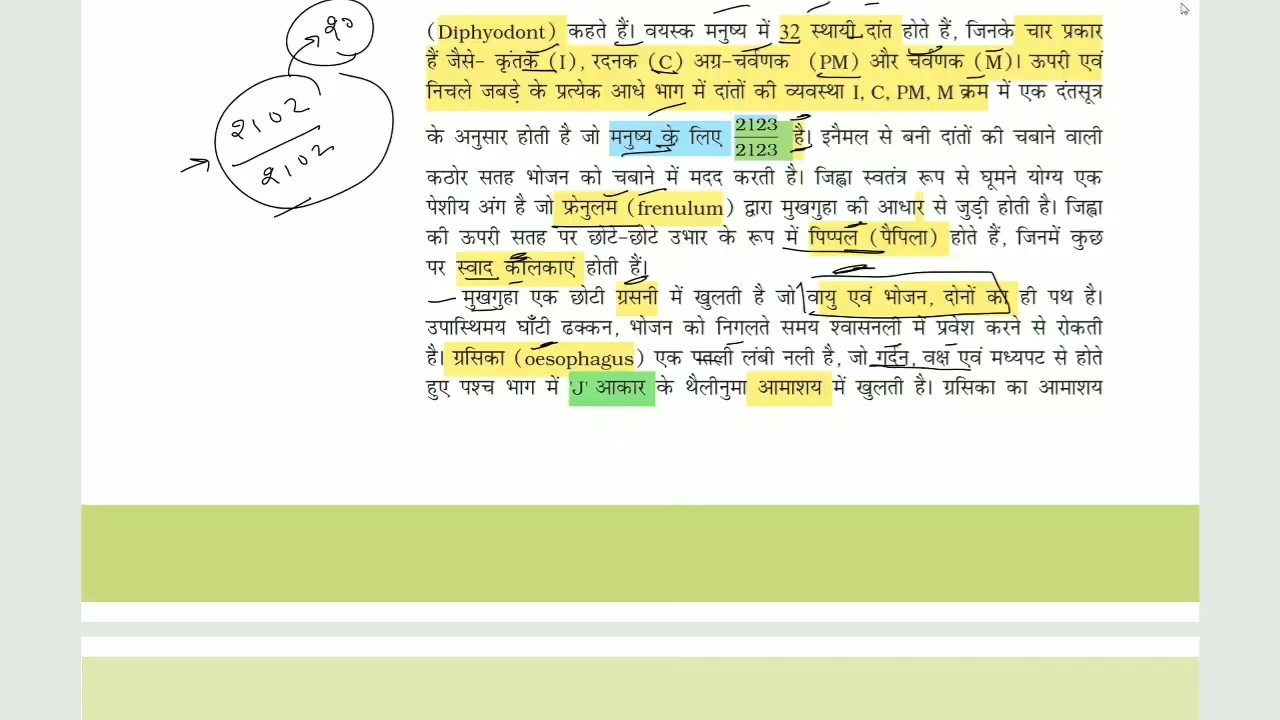 २०
२१०२
२१०२
(Diphyodont) कहते हैं। वयस्क मनुष्य में 32 स्थायी दांत होते हैं, जिनके चार प्रकार
हैं जैसे- कृंतक (I), रदनक (C) अग्र-चर्वणक (PM) और चर्वणक (M)। ऊपरी एवं
निचले जबड़े के प्रत्येक आधे भाग में दांतों की व्यवस्था I, C, PM, M क्रम में एक दंतसूत्र
के अनुसार होती है जो मनुष्य के लिए 2123/2123 है। इनैमल से बनी दांतों की चबाने वाली
कठोर सतह भोजन को चबाने में मदद करती है। जिह्वा स्वतंत्र रूप से घूमने योग्य एक
पेशीय अंग है जो फ्रेनुलम (frenulum) द्वारा मुखगुहा की आधार से जुड़ी होती है। जिह्वा
की ऊपरी सतह पर छोटे-छोटे उभार के रूप में पिप्पल (पैपिला) होते हैं, जिनमें कुछ
पर स्वाद कलिकाएं होती हैं।
मुखगुहा एक छोटी ग्रसनी में खुलती है जो वायु एवं भोजन, दोनों का ही पथ है।
उपास्थिमय घाँटी ढक्कन, भोजन को निगलते समय श्वासनली में प्रवेश करने से रोकती
है। ग्रसिका (oesophagus) एक पतली लंबी नली है, जो गर्दन, वक्ष एवं मध्यपट से होते
हुए पश्च भाग में 'J' आकार के थैलीनुमा आमाशय में खुलती है। ग्रसिका का आमाशय